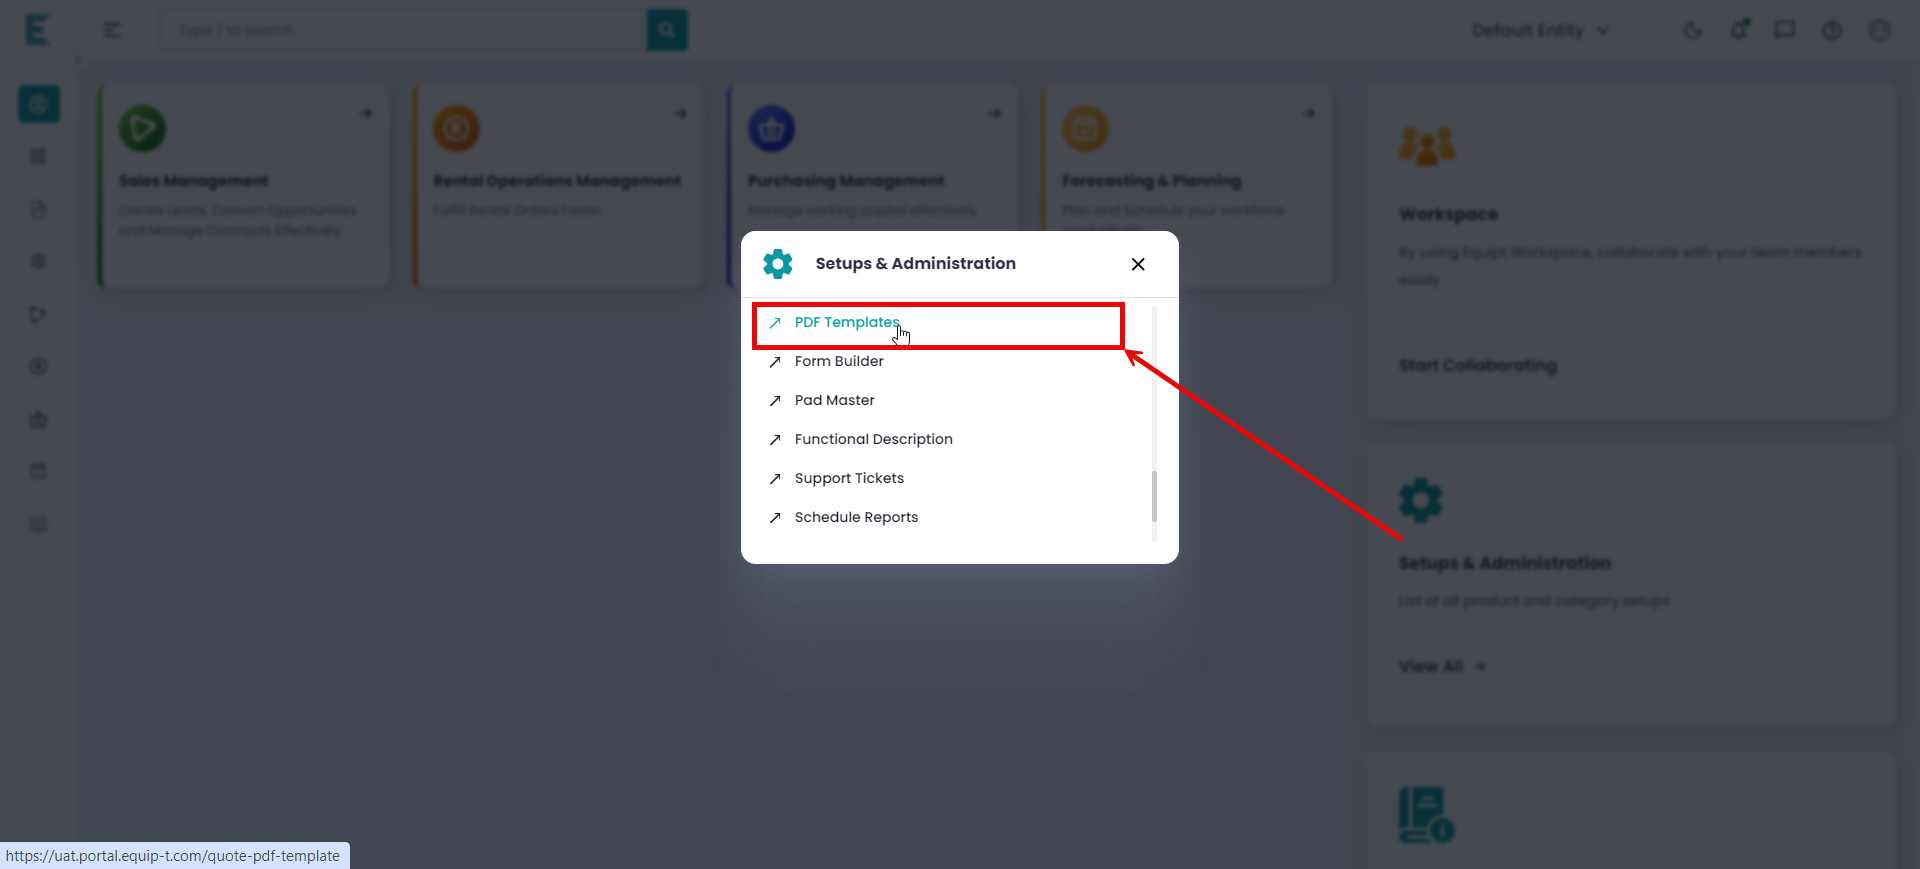 E
Type / to search
Default Entity
Sales Management
Create Leads, Convert Opportunities
and Manage Contracts Effectively.
Rental Operations Management
Fulfill Rental Orders Faster
Purchasing Management
Manage working capital effectively
Forecasting & Planning
Plan and Schedule your workforce
Workspace
By using Equipt Workspace, collaborate with your team members
easily
Start Collaborating
Setups & Administration
PDF Templates
Form Builder
Pad Master
Functional Description
Support Tickets
Schedule Reports
Setups & Administration
List of all product and category setups
View All
https://uat.portal.equip-t.com/quote-pdf-template